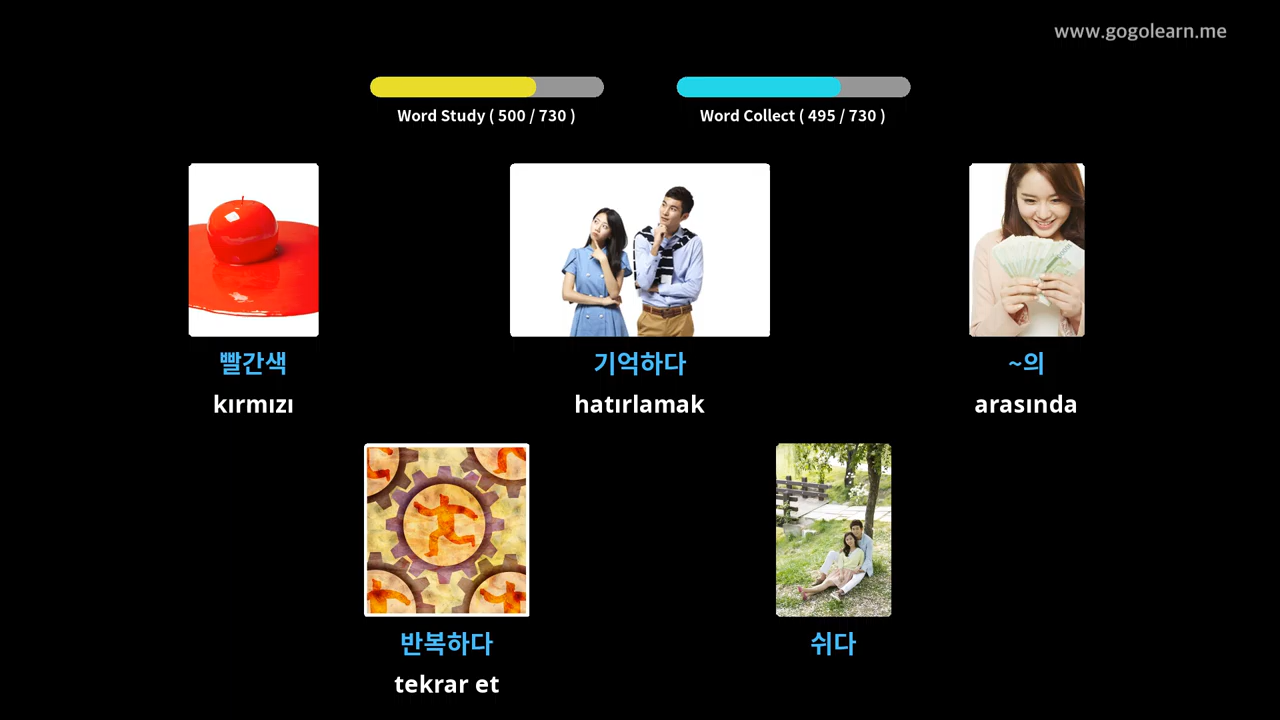 www.gogolearn.me
Word Study ( 500 / 730 )
Word Collect ( 495 / 730 )
빨간색
kırmızı
기억하다
hatırlamak
~의
arasında
반복하다
tekrar et
쉬다